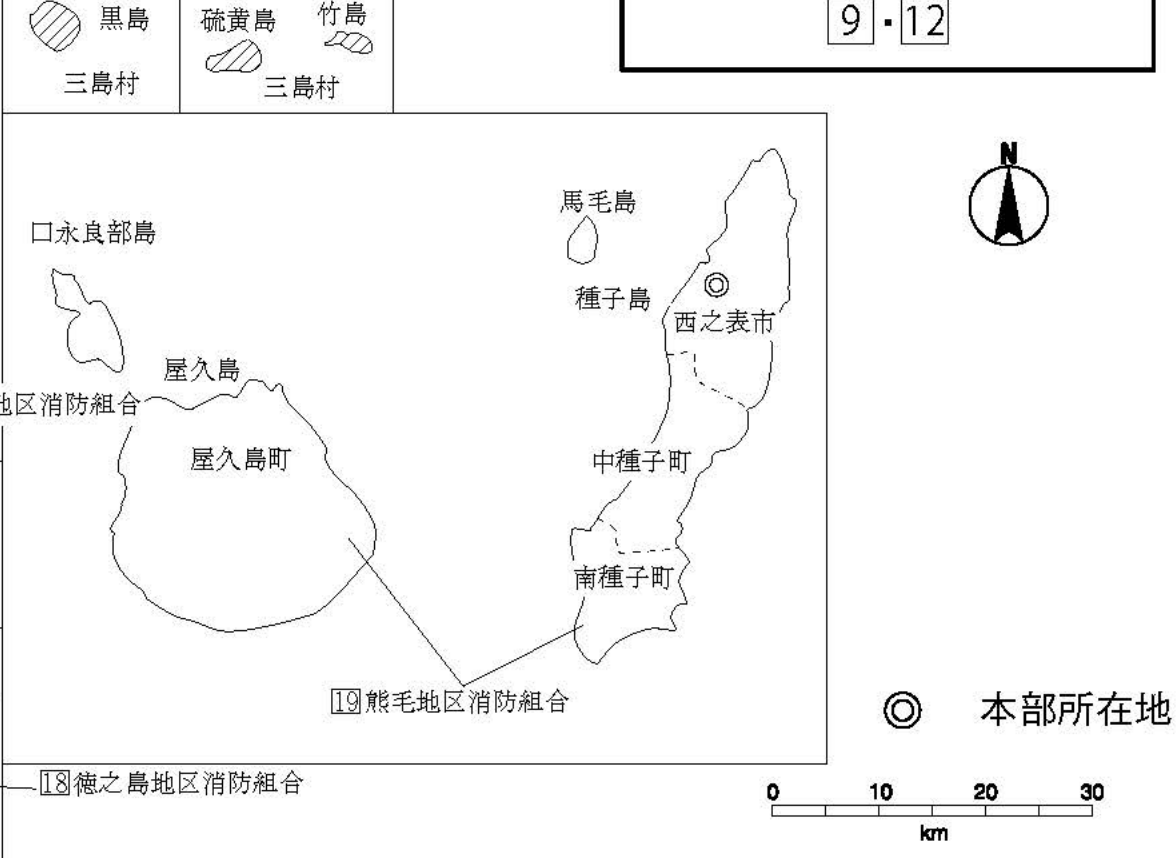 黒島
硫黄島
竹島
三島村
三島村
9・12
N
馬毛島
口永良部島
種子島
西之表市
屋久島
地区消防組合
屋久島町
中種子町
南種子町
19熊毛地区消防組合
本部所在地
18徳之島地区消防組合
0 10 20 30
km